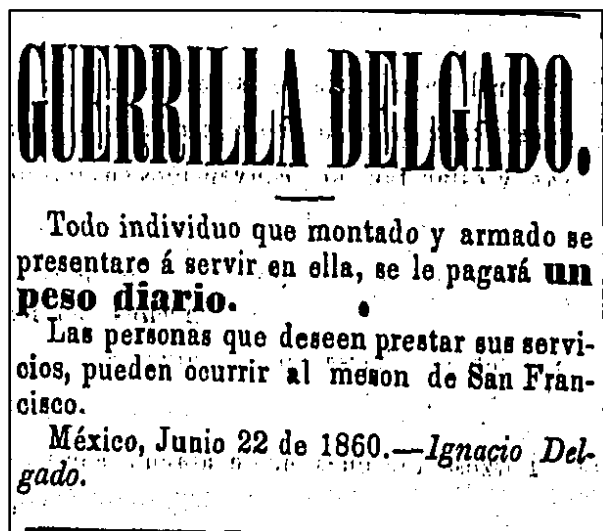 GUERRILLA DELGADO.
Todo individuo que montado y armado se
presentare á servir en ella, se le pagará un
peso diario.
Las personas que deseen prestar sus servi-
cios, pueden ocurrir al meson de San Fran-
cisco.
México, Junio 22 de 1860.—Ignacio Del-
gado.